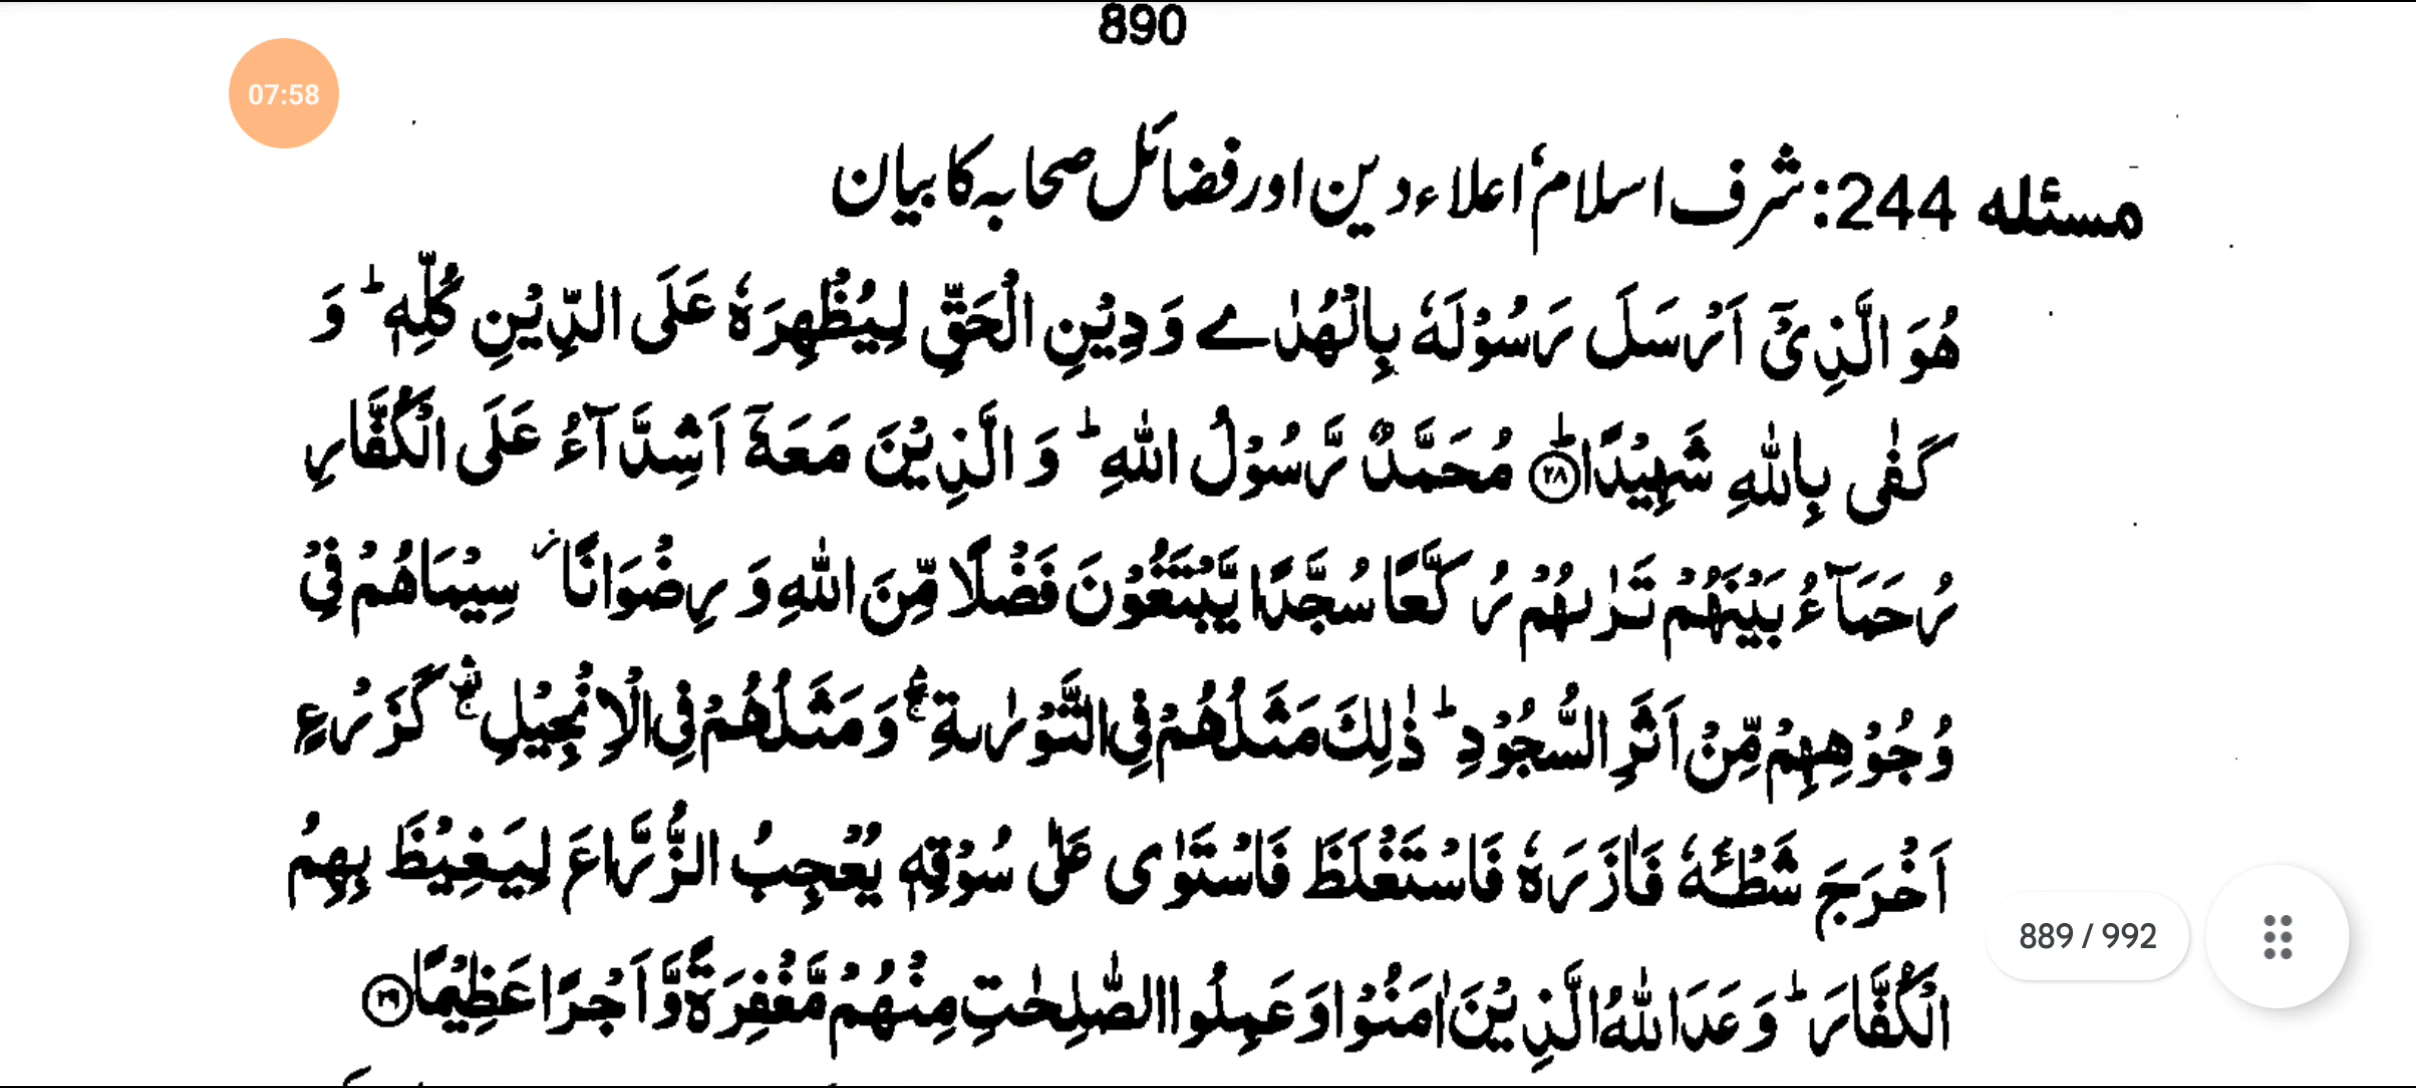 890
07:58
مسئله 244: شرف اسلام، اعلاء دین اور فضائل صحابہ کا بیان
هُوَ الَّذِیْۤ اَرْسَلَ رَسُوْلَهٗ بِالْهُدٰے وَدِیْنِ الْحَقِّ لِیُظْهِرَهٗ عَلَی الدِّیْنِ كُلِّهٖ ؕ وَ
كَفٰی بِاللّٰهِ شَهِیْدًاؕ ﴿۲۸﴾ مُحَمَّدٌ رَّسُوْلُ اللّٰهِ ؕ وَ الَّذِیْنَ مَعَهٗۤ اَشِدَّآءُ عَلَی الْكُفَّارِ
رُحَمَآءُ بَیْنَهُمْ تَرٰىهُمْ رُكَّعًا سُجَّدًا یَّبْتَغُوْنَ فَضْلًا مِّنَ اللّٰهِ وَ رِضْوَانًا ؗ سِیْمَاهُمْ فِیْ
وُجُوْهِهِمْ مِّنْ اَثَرِ السُّجُوْدِ ؕ ذٰلِكَ مَثَلُهُمْ فِی التَّوْرٰىةِ ۛۖۚ وَ مَثَلُهُمْ فِی الْاِنْجِیْلِ ۛ۫ۚ كَزَرْعٍ
اَخْرَجَ شَطْـَٔهٗ فَاٰزَرَهٗ فَاسْتَغْلَظَ فَاسْتَوٰی عَلٰی سُوْقِهٖ یُعْجِبُ الزُّرَّاعَ لِیَغِیْظَ بِهِمُ
الْكُفَّارَ ؕ وَعَدَ اللّٰهُ الَّذِیْنَ اٰمَنُوْا وَ عَمِلُوا الصّٰلِحٰتِ مِنْهُمْ مَّغْفِرَةً وَّ اَجْرًا عَظِیْمًا ﴿۲۹﴾
889 / 992